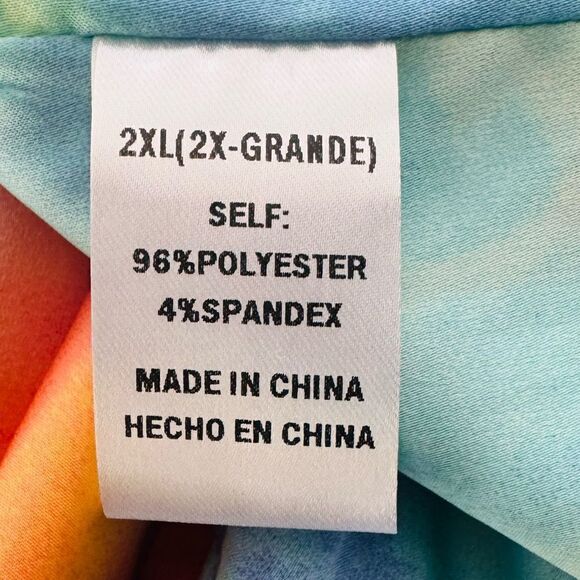 2XL(2X-GRANDE)
SELF:
96%POLYESTER
4%SPANDEX
MADE IN CHINA
HECHO EN CHINA